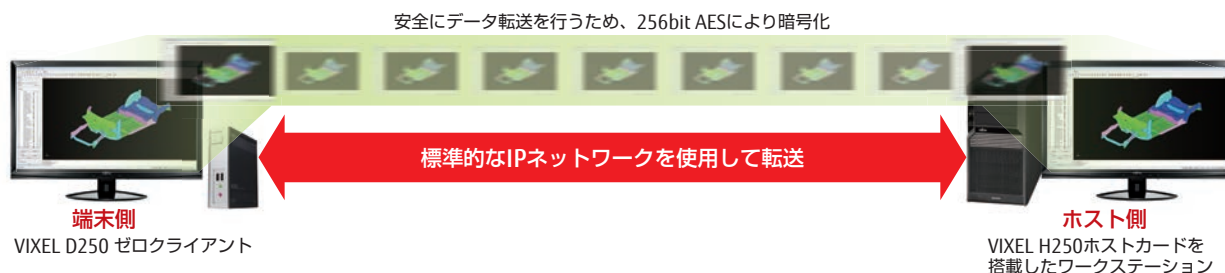 安全にデータ転送を行うため、256bit AESにより暗号化
標準的なIPネットワークを使用して転送
端末側
VIXEL D250 ゼロクライアント
ホスト側
VIXEL H250ホストカードを
搭載したワークステーション